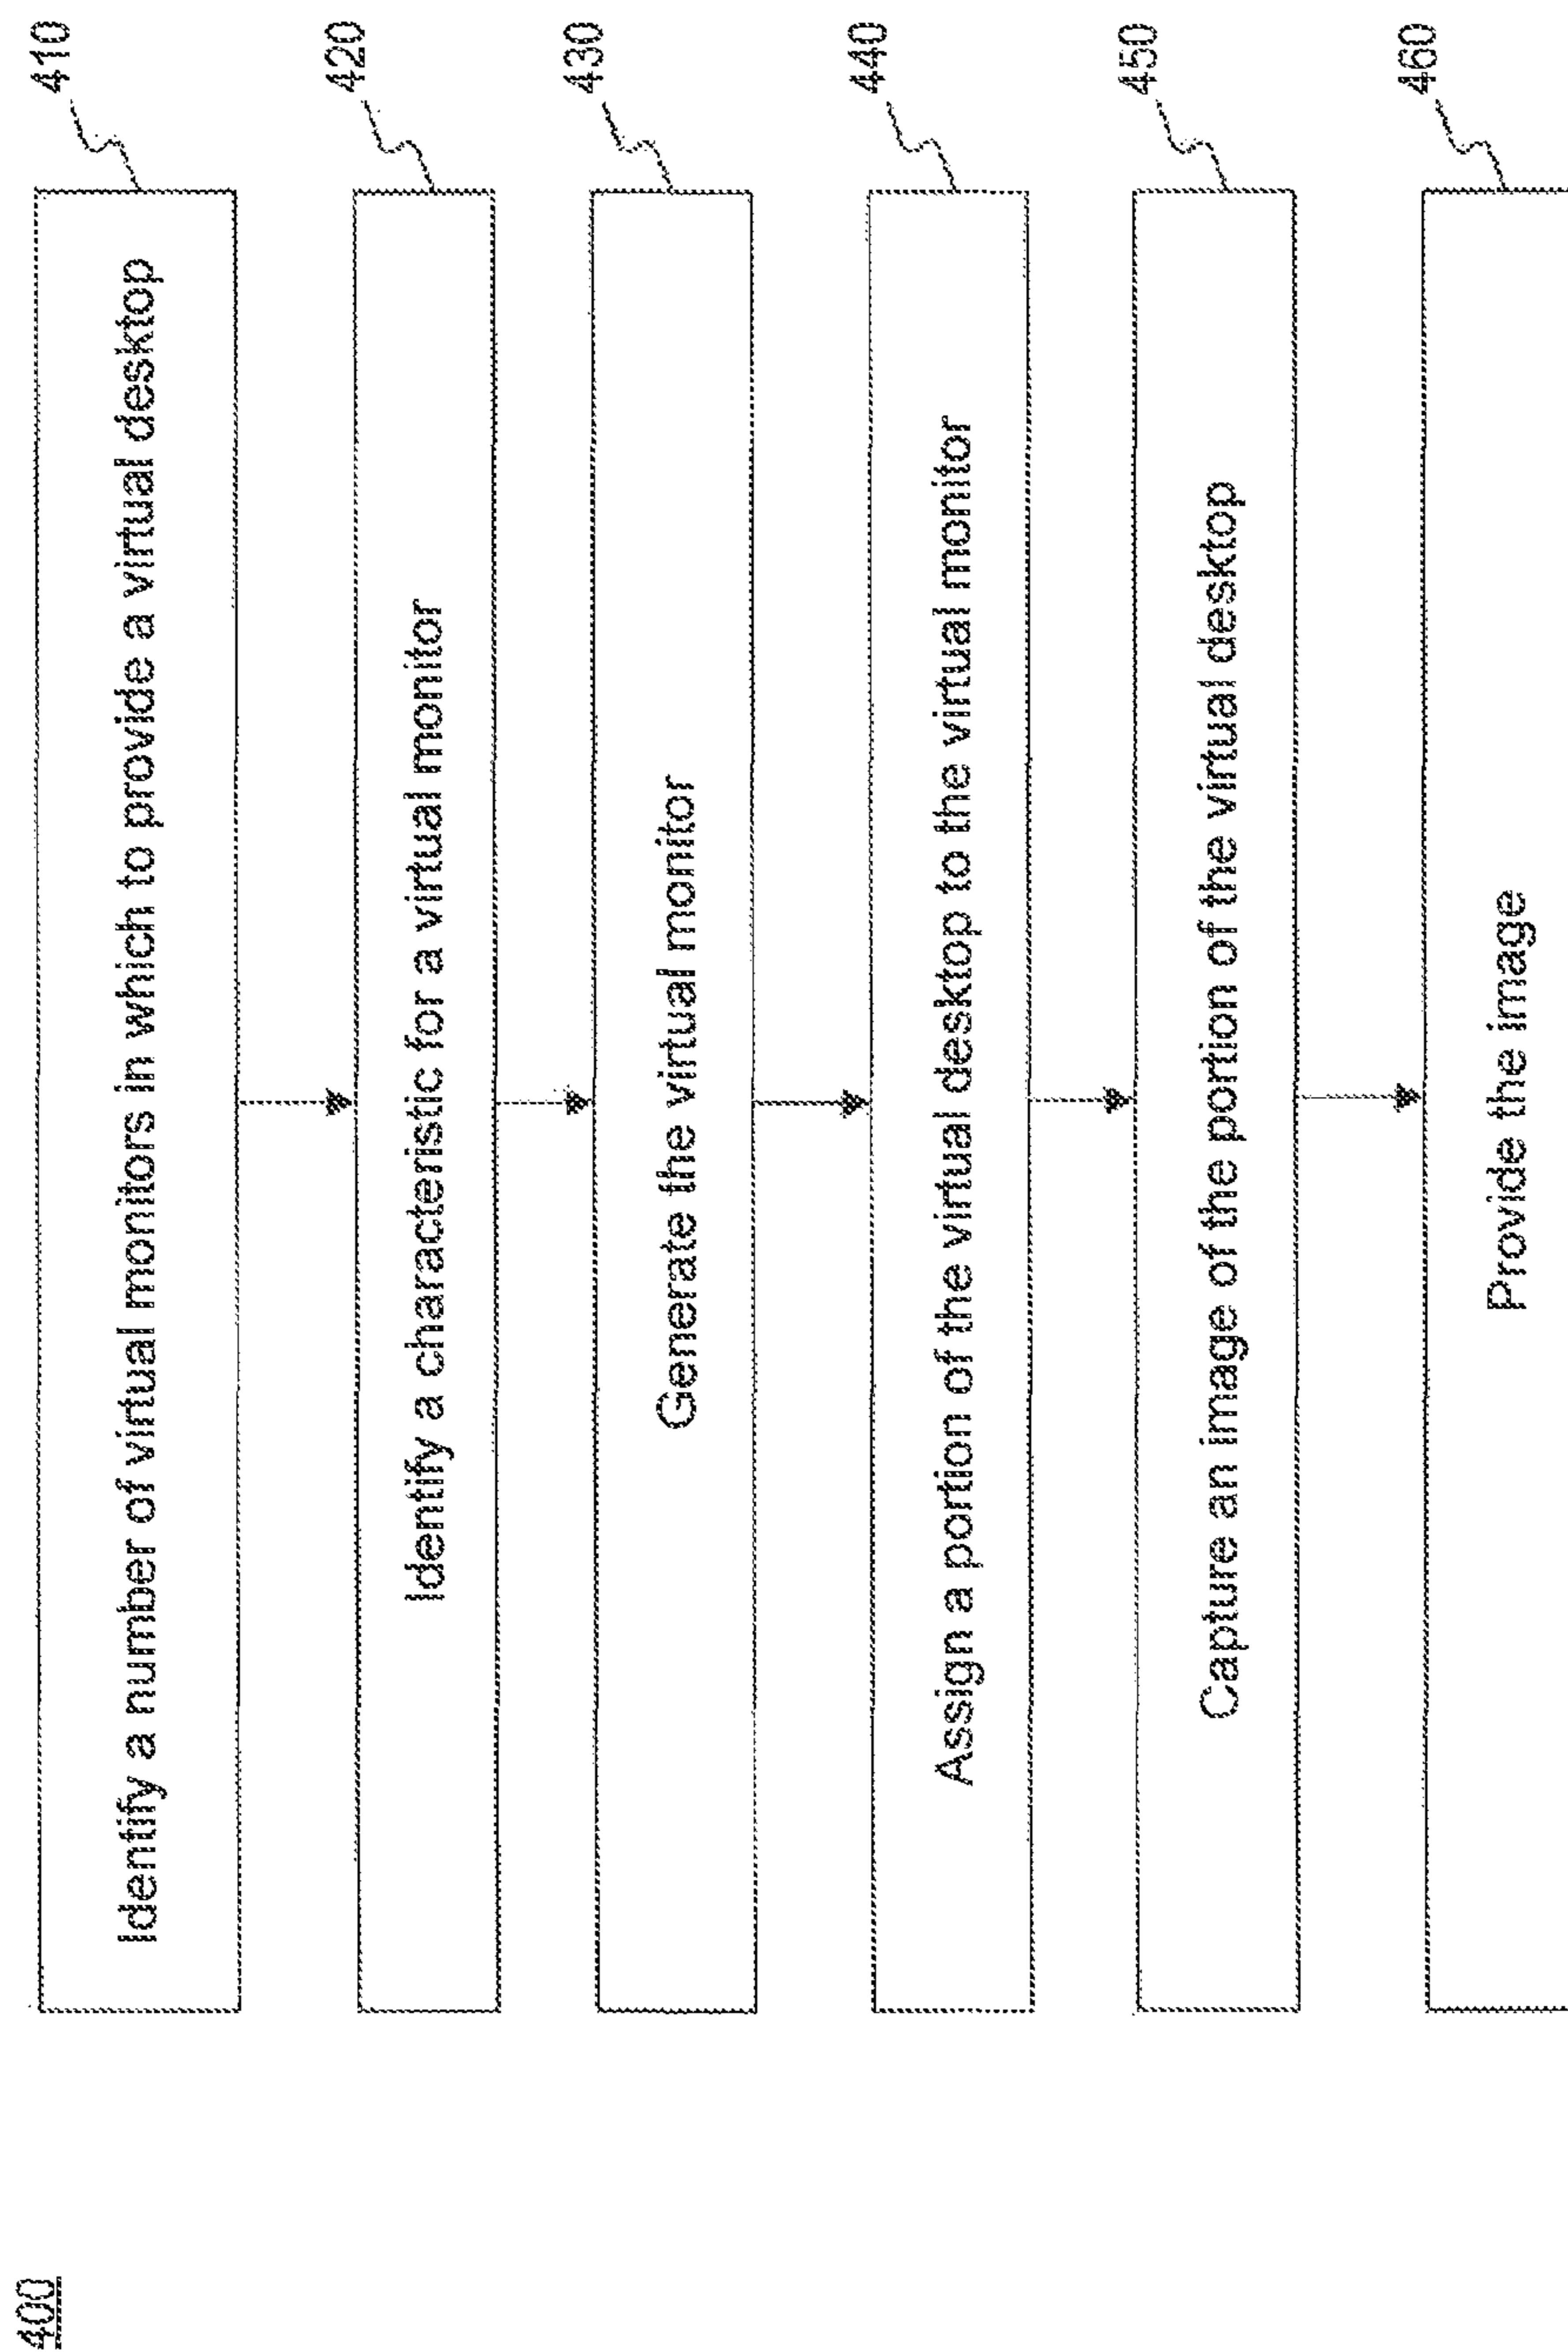 400
Identify a number of virtual monitors in which to provide a virtual desktop
410
Identify a characteristic for a virtual monitor
420
Generate the virtual monitor
430
Assign a portion of the virtual desktop to the virtual monitor
440
Capture an image of the portion of the virtual desktop
450
Provide the image
460